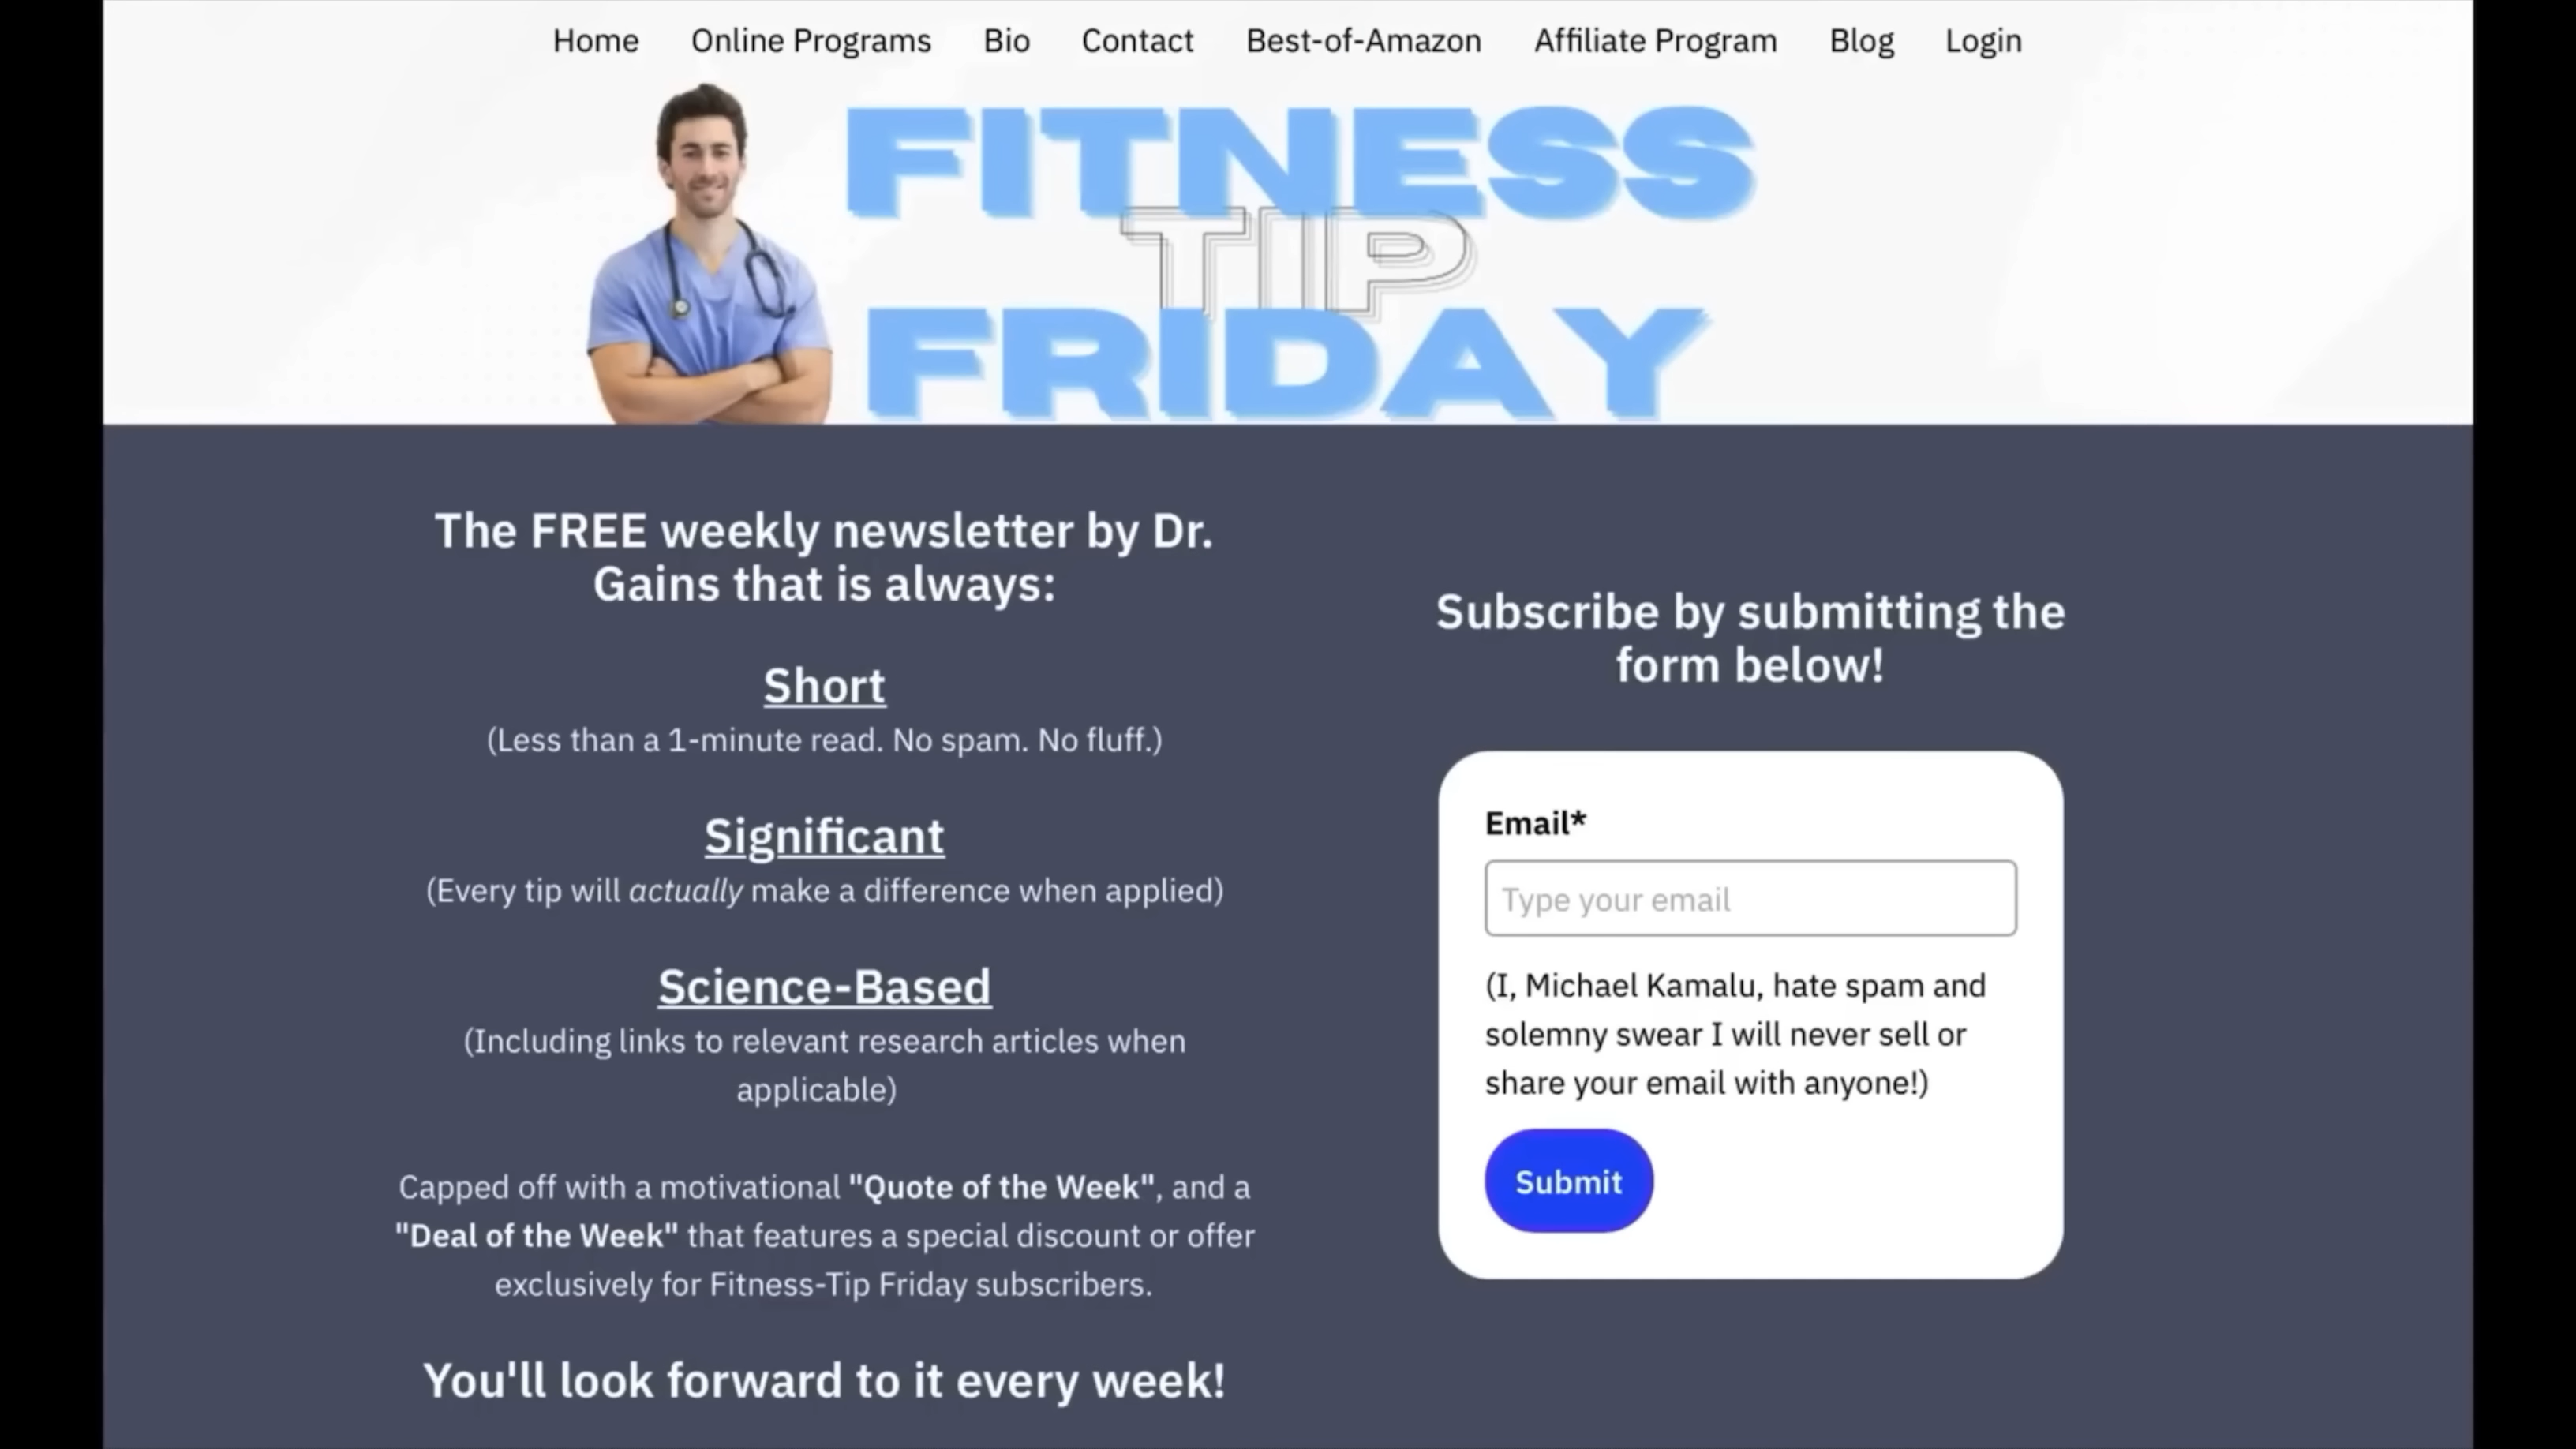 Home Online Programs Bio Contact Best-of-Amazon Affiliate Program Blog Login
FITNESS
TIP
FRIDAY
The FREE weekly newsletter by Dr.
Gains that is always:
Short
(Less than a 1-minute read. No spam. No fluff.)
Significant
(Every tip will actually make a difference when applied)
Science-Based
(Including links to relevant research articles when
applicable)
Capped off with a motivational "Quote of the Week", and a
"Deal of the Week" that features a special discount or offer
exclusively for Fitness-Tip Friday subscribers.
You'll look forward to it every week!
Subscribe by submitting the
form below!
Email*
Type your email
(I, Michael Kamalu, hate spam and
solemny swear I will never sell or
share your email with anyone!)
Submit